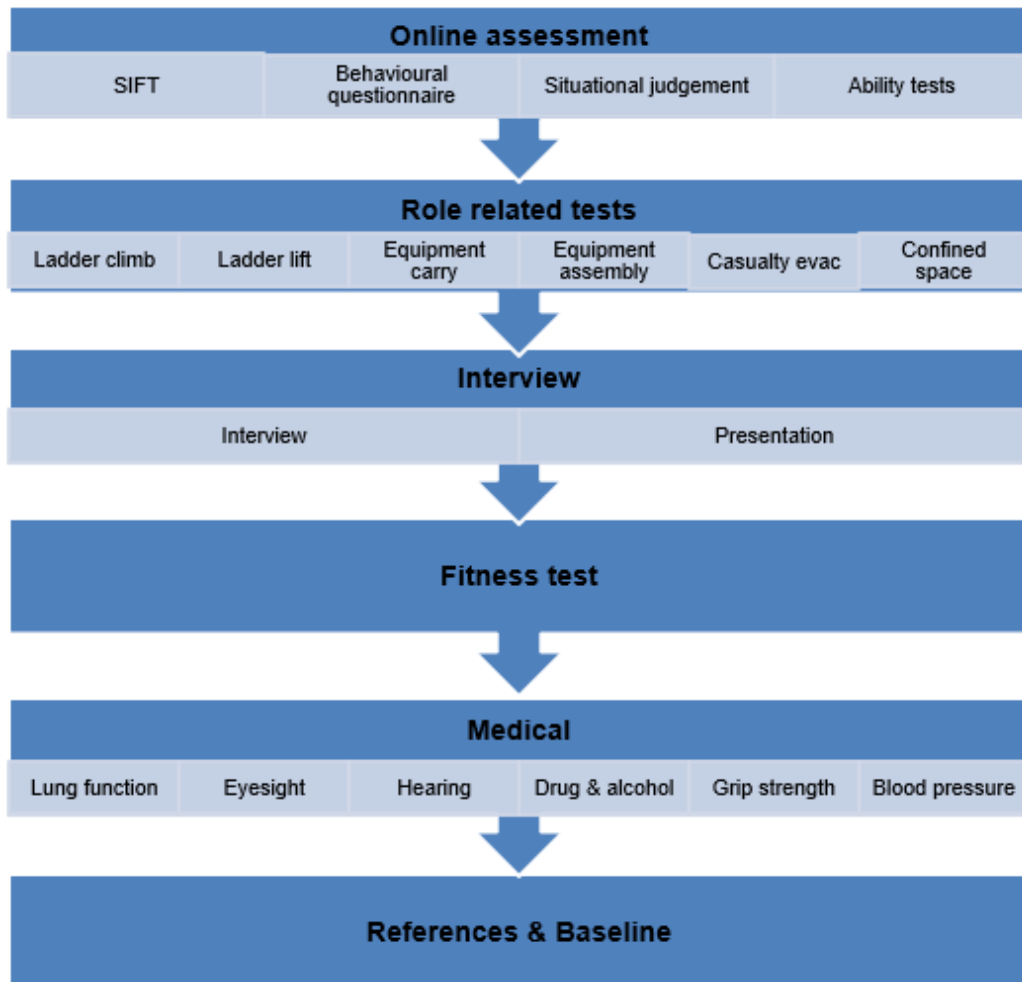 Online assessment
SIFT
Behavioural
questionnaire
Situational judgement
Ability tests
Role related tests
Ladder climb
Ladder lift
Equipment
carry
Equipment
assembly
Casualty evac
Confined
space
Interview
Interview
Presentation
Fitness test
Medical
Lung function
Eyesight
Hearing
Drug & alcohol
Grip strength
Blood pressure
References & Baseline